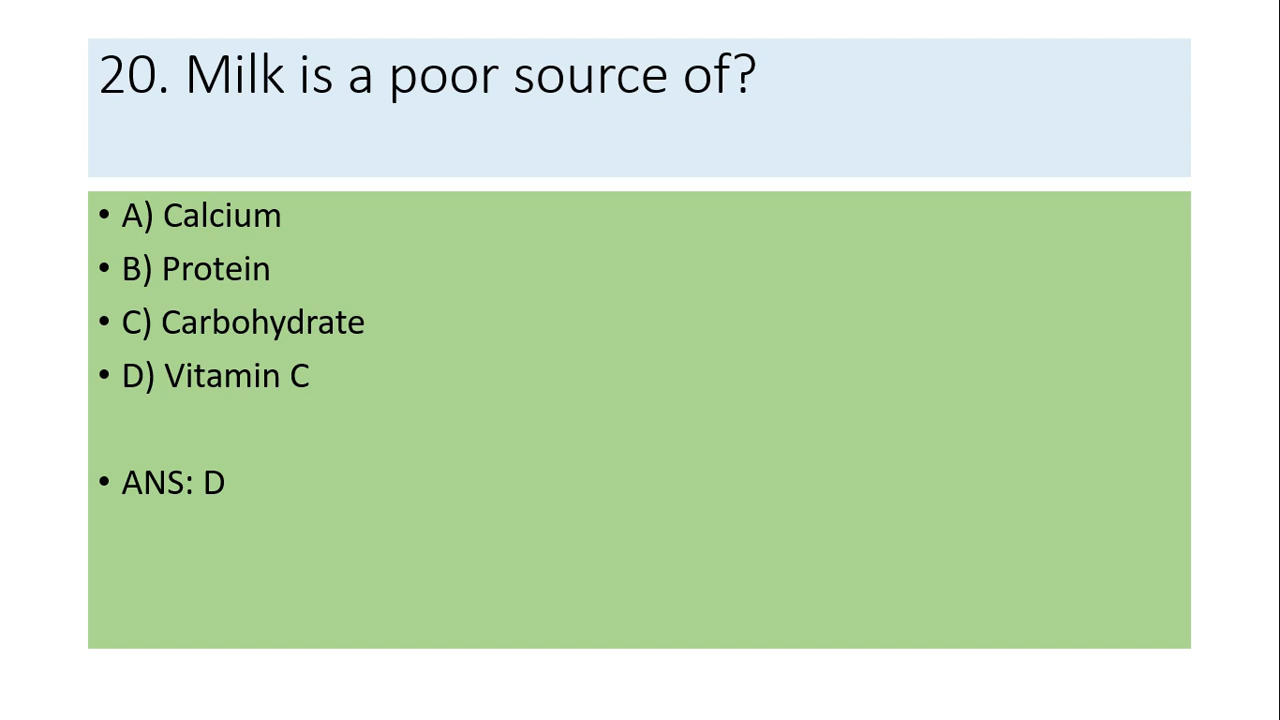 20. Milk is a poor source of?
• A) Calcium
• B) Protein
• C) Carbohydrate
• D) Vitamin C
• ANS: D